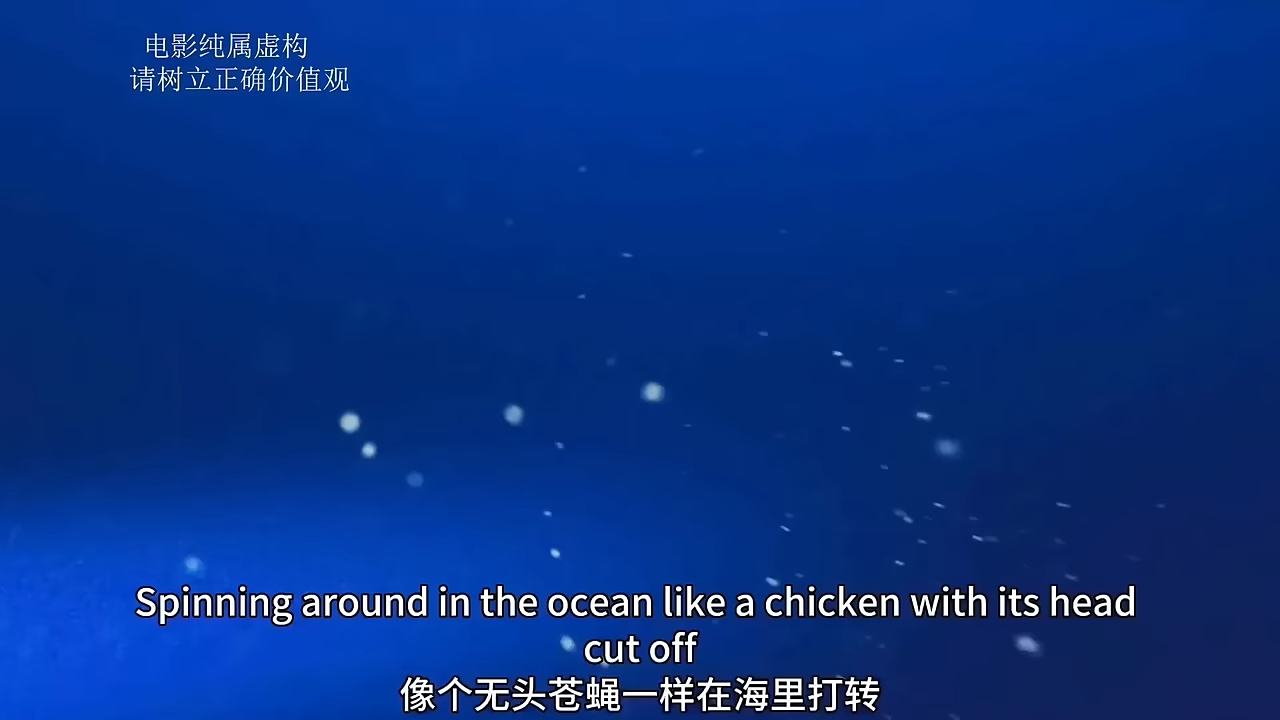 电影纯属虚构
请树立正确价值观
Spinning around in the ocean like a chicken with its head
cut off
像个无头苍蝇一样在海里打转